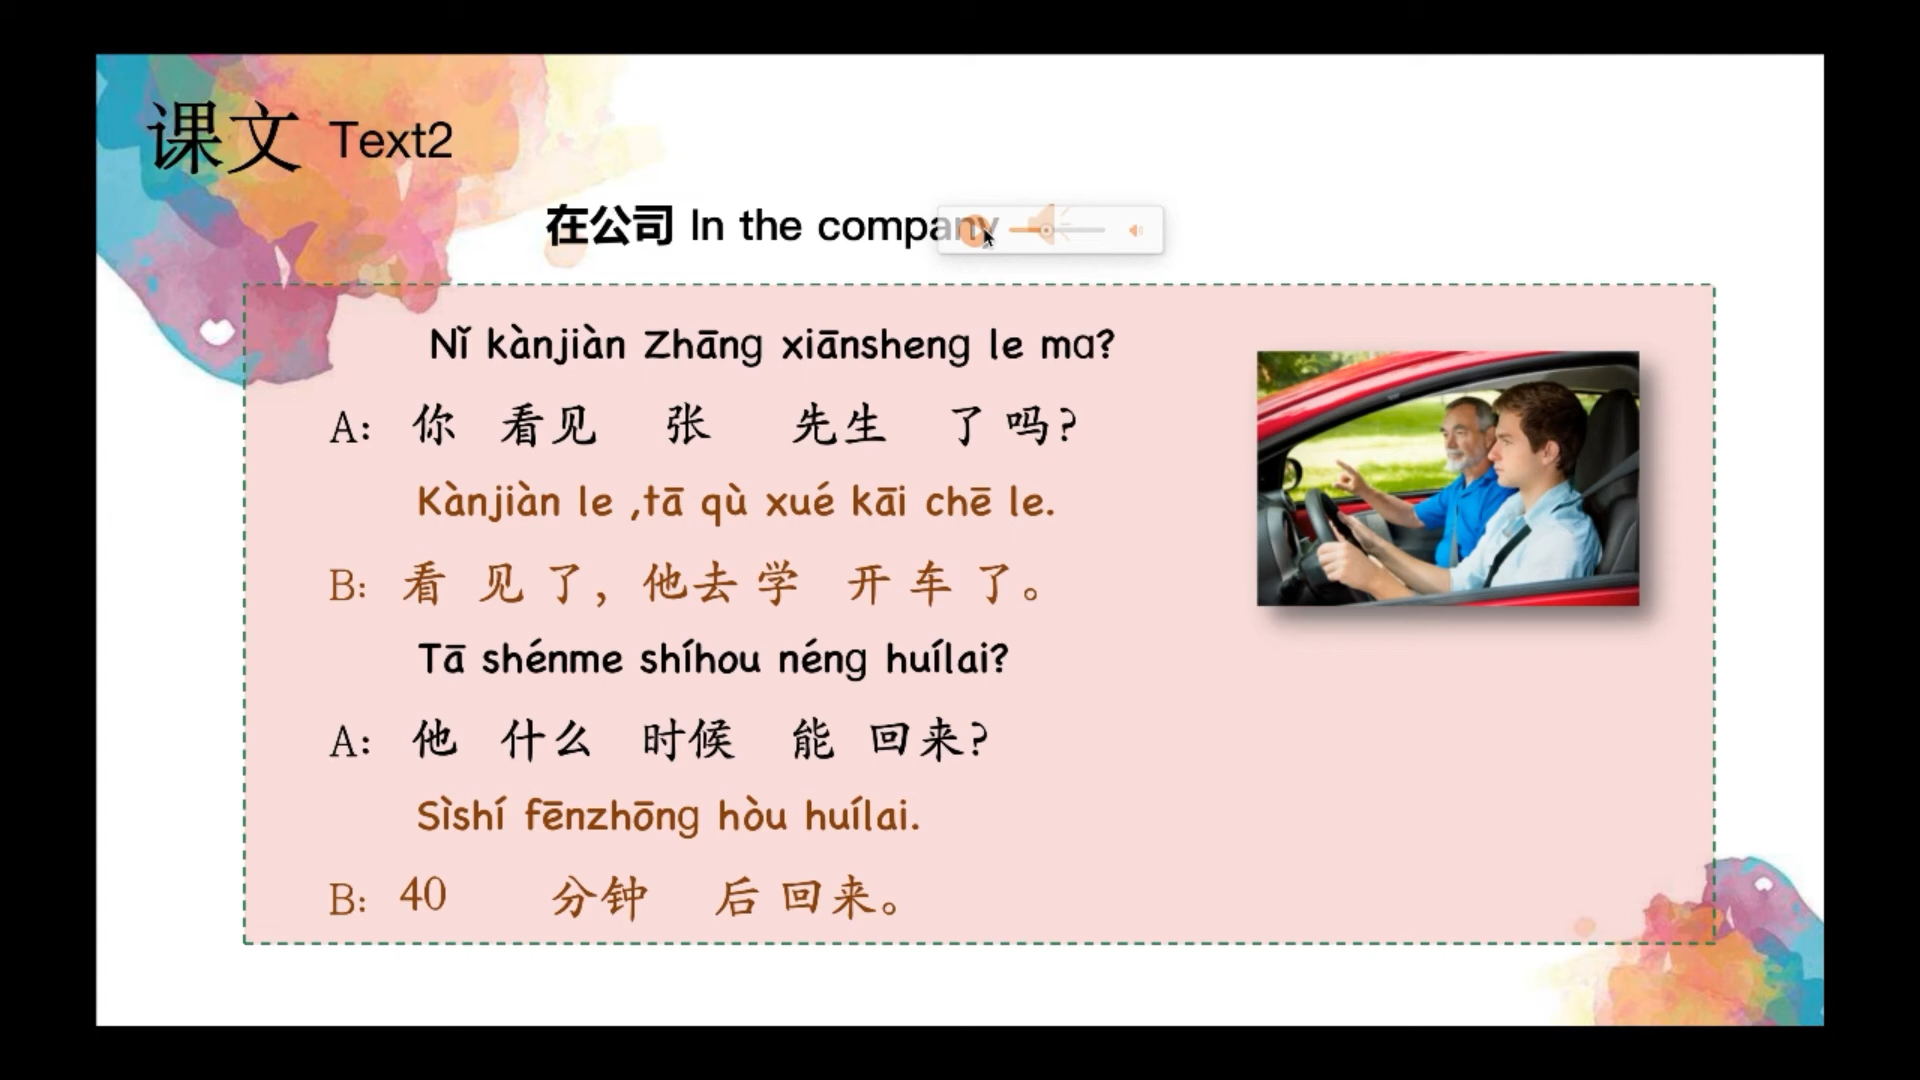 课文 Text2
在公司 In the company
Nǐ kànjiàn Zhāng xiānsheng le ma?
A: 你 看见 张 先生 了 吗?
Kànjiàn le ,tā qù xué kāi chē le.
B: 看 见 了, 他去 学 开 车 了。
Tā shénme shíhou néng huílai?
A: 他 什么 时候 能 回来?
Sìshí fēnzhōng hòu huílai.
B: 40 分钟 后 回来。